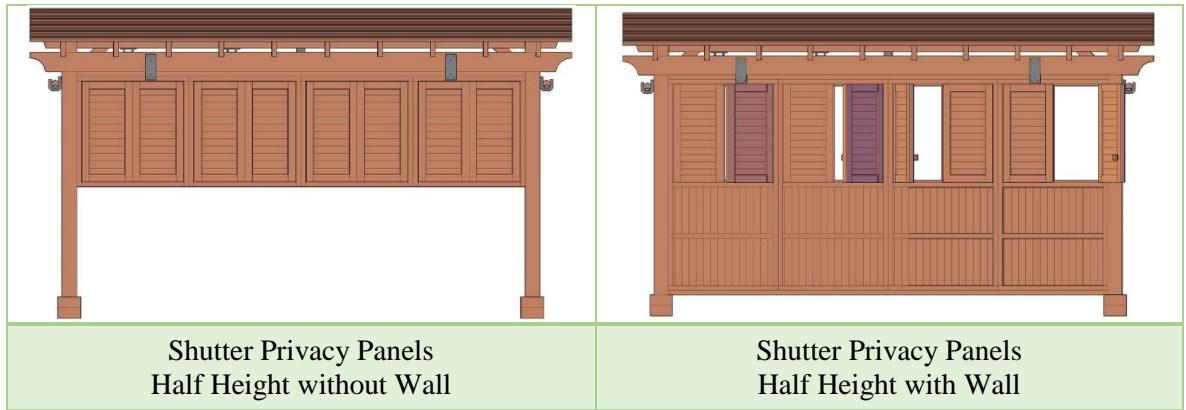 Shutter Privacy Panels
Half Height without Wall
Shutter Privacy Panels
Half Height with Wall